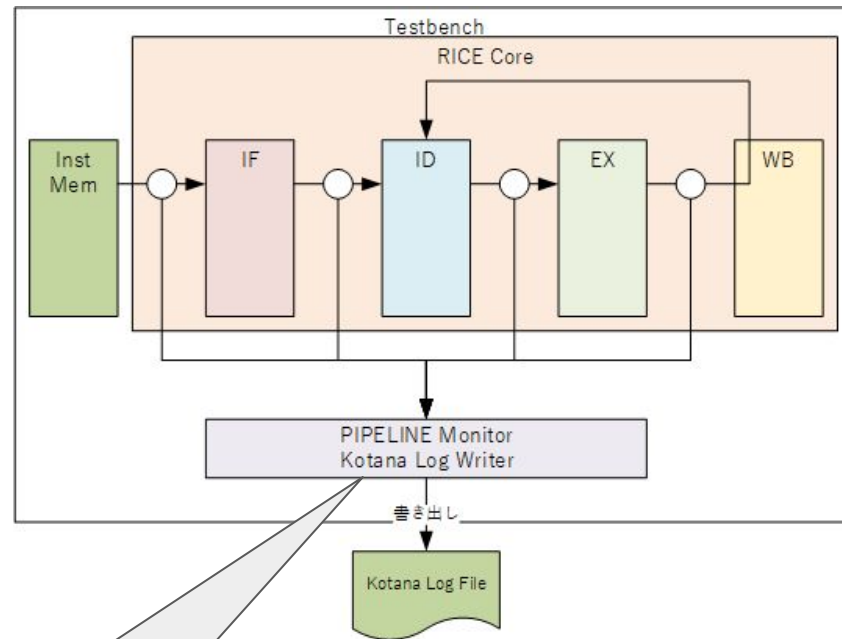 Testbench
RICE Core
Inst
Mem
IF
ID
EX
WB
PIPELINE Monitor
Kotana Log Writer
書き出し
Kotana Log File